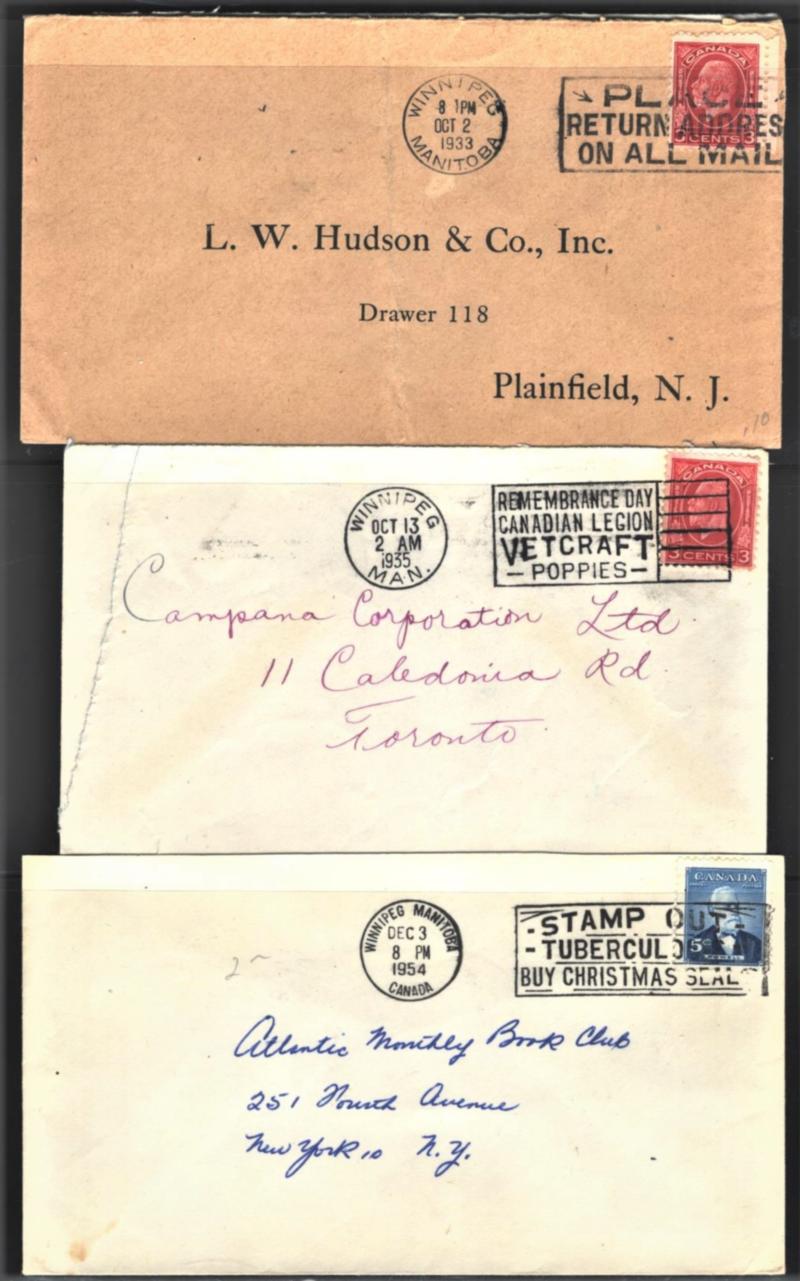 CANADA
3 CENTS 3
WINNIPEG
8 1PM
OCT 2
1933
MANITOBA
PLACE
RETURN ADDRES
ON ALL MAIL
L. W. Hudson & Co., Inc.
Drawer 118
Plainfield, N. J.
.10
CANADA
3 CENTS 3
WINNIPEG
OCT 13
2 AM
1935
MAN.
REMEMBRANCE DAY
CANADIAN LEGION
VETCRAFT
- POPPIES -
Campana Corporation Ltd
11 Caledonia Rd.
Toronto
CANADA
5¢
WINNIPEG MANITOBA
DEC 3
8 PM
1954
CANADA
- STAMP OUT -
- TUBERCULO
BUY CHRISTMAS SEAL
Atlantic Monthly Book Club
251 Fourth Avenue
New York 10 N.Y.